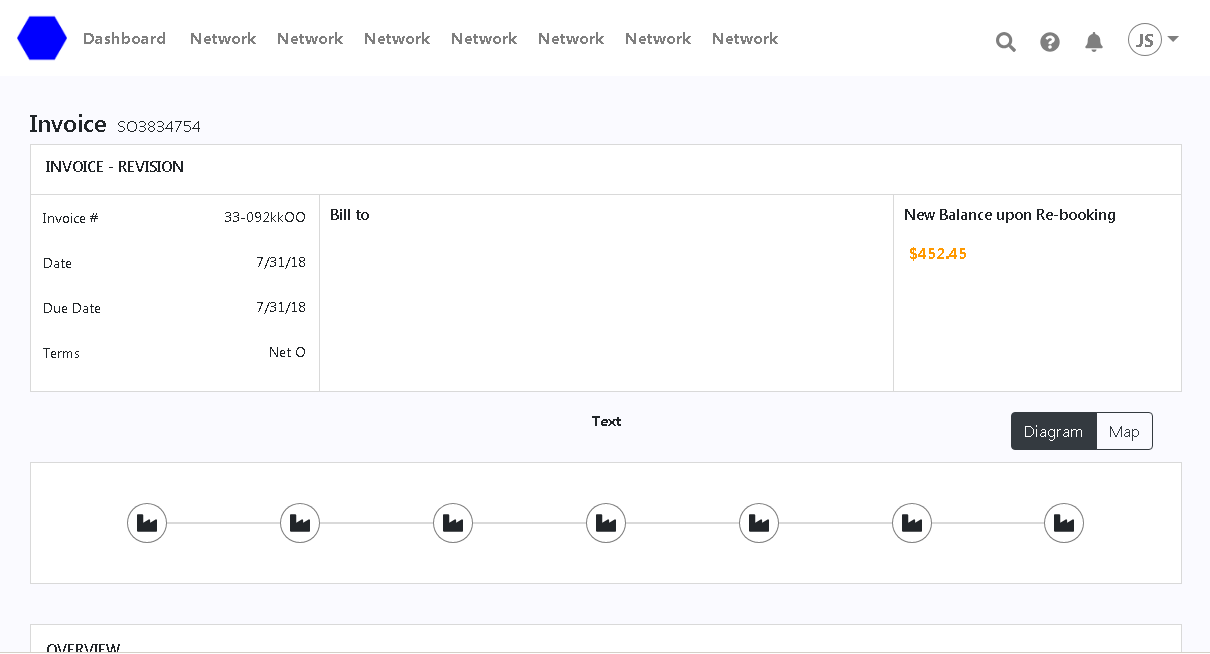 Dashboard Network Network Network Network Network Network Network JS
Invoice SO3834754
INVOICE - REVISION
Invoice # 33-092kkOO
Date 7/31/18
Due Date 7/31/18
Terms Net O
Bill to
New Balance upon Re-booking
$452.45
Text
Diagram Map
OVERVIEW